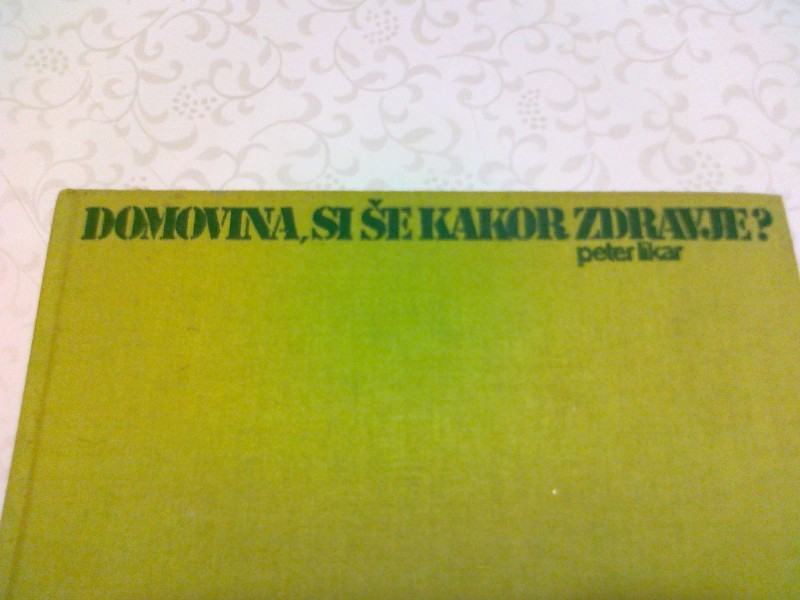 DOMOVINA, SI ŠE KAKOR ZDRAVJE?
peter likar